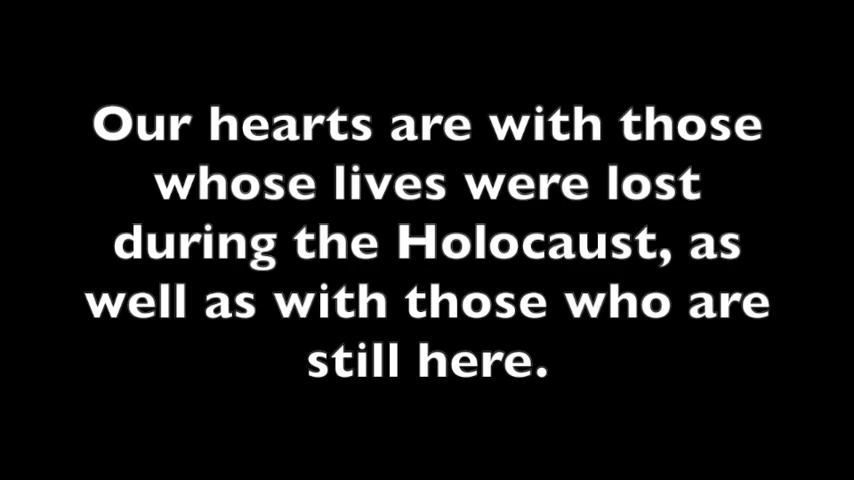 Our hearts are with those
whose lives were lost
during the Holocaust, as
well as with those who are
still here.